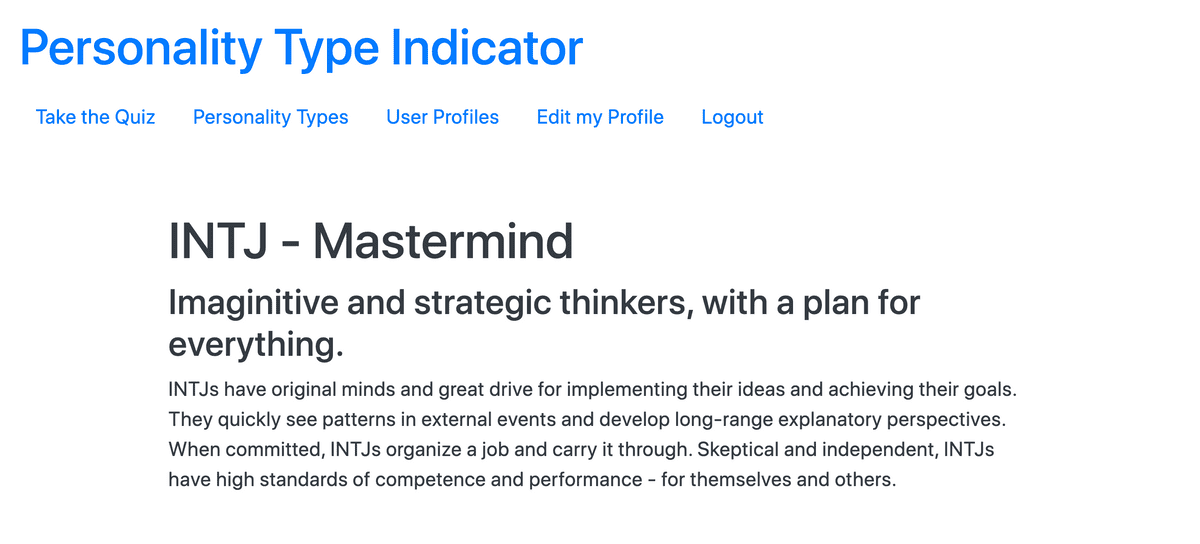 Personality Type Indicator
Take the Quiz Personality Types User Profiles Edit my Profile Logout
INTJ - Mastermind
Imaginitive and strategic thinkers, with a plan for
everything.
INTJs have original minds and great drive for implementing their ideas and achieving their goals.
They quickly see patterns in external events and develop long-range explanatory perspectives.
When committed, INTJs organize a job and carry it through. Skeptical and independent, INTJs
have high standards of competence and performance - for themselves and others.